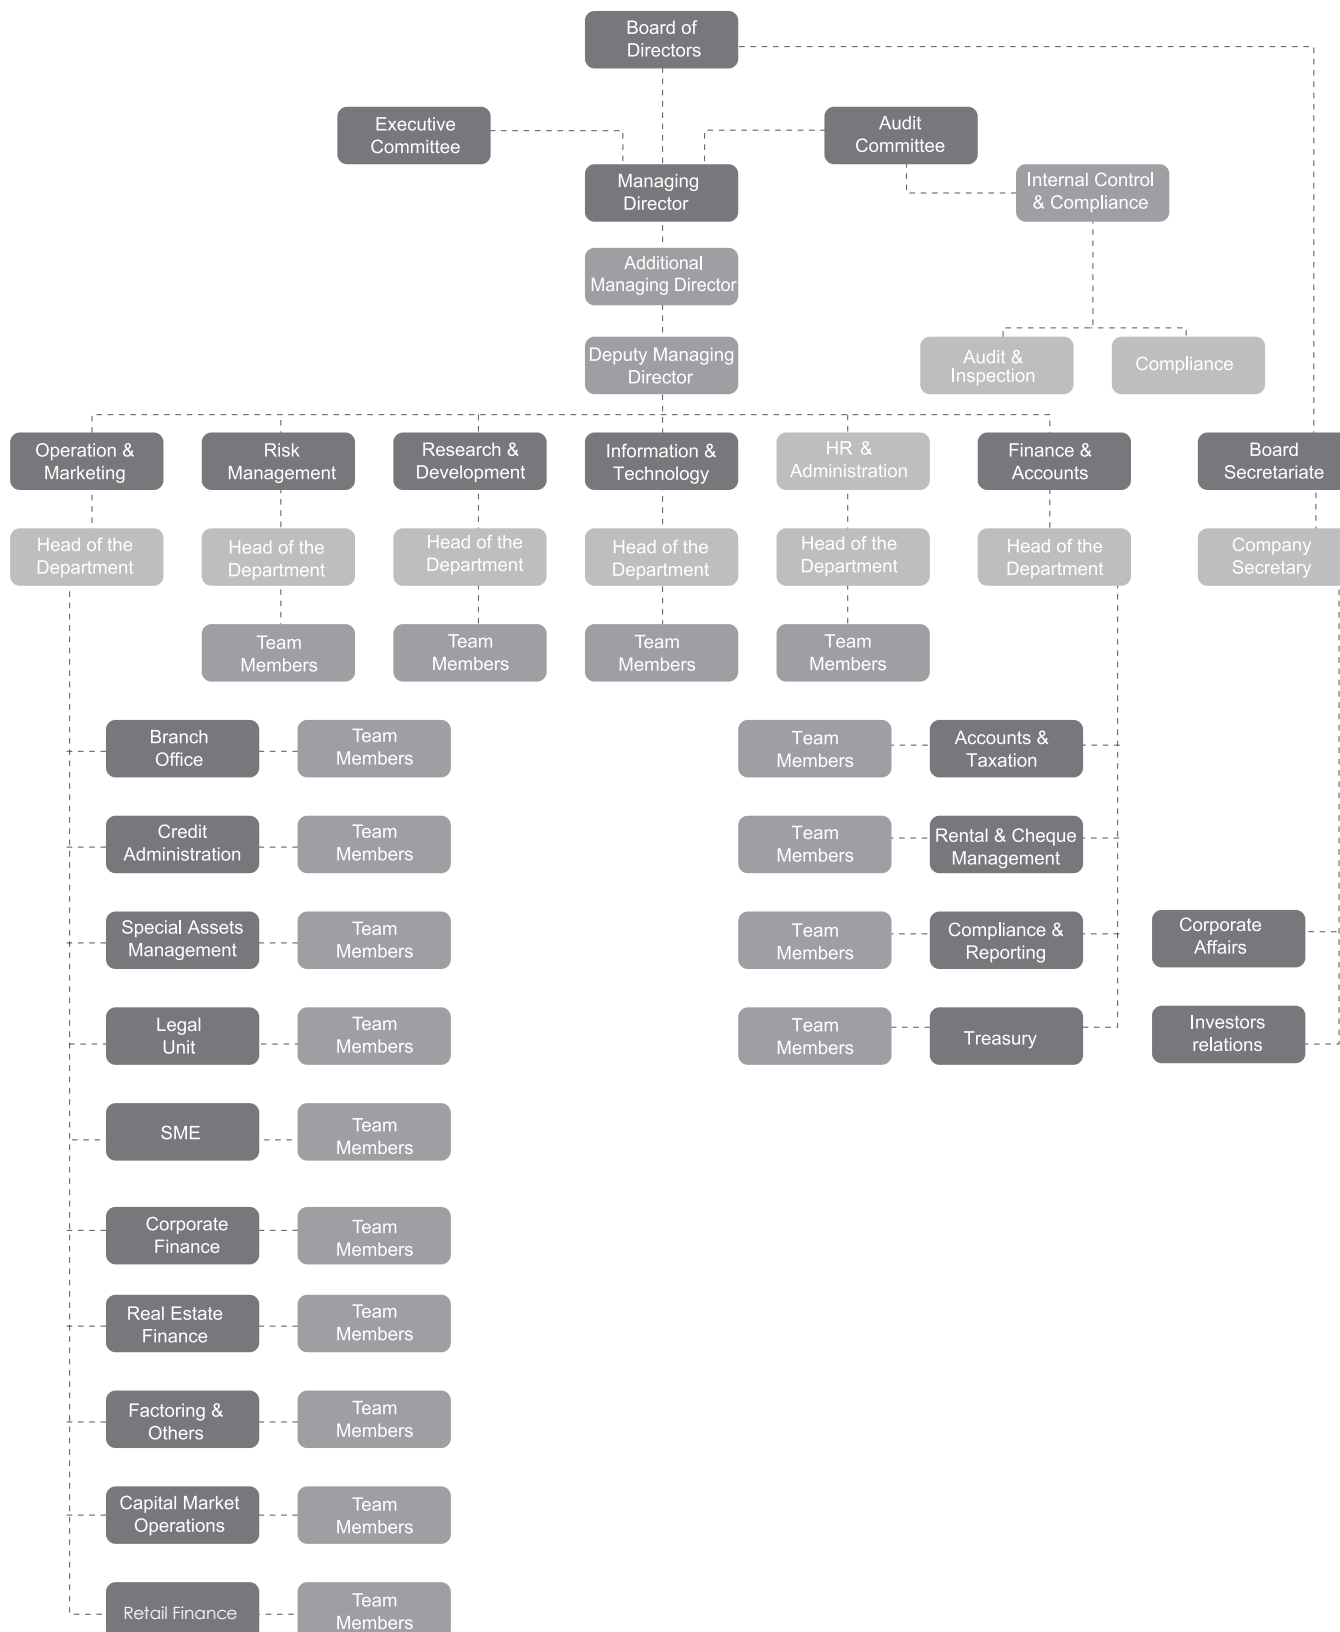 Board of
Directors
Executive
Committee
Audit
Committee
Managing
Director
Internal Control
& Compliance
Additional
Managing Director
Deputy Managing
Director
Audit &
Inspection
Compliance
Operation &
Marketing
Risk
Management
Research &
Development
Information &
Technology
HR &
Administration
Finance &
Accounts
Board
Secretariate
Head of the
Department
Head of the
Department
Head of the
Department
Head of the
Department
Head of the
Department
Head of the
Department
Company
Secretary
Team
Members
Team
Members
Team
Members
Team
Members
Branch
Office
Team
Members
Team
Members
Accounts &
Taxation
Credit
Administration
Team
Members
Team
Members
Rental & Cheque
Management
Special Assets
Management
Team
Members
Team
Members
Compliance &
Reporting
Corporate
Affairs
Legal
Unit
Team
Members
Team
Members
Treasury
Investors
relations
SME
Team
Members
Corporate
Finance
Team
Members
Real Estate
Finance
Team
Members
Factoring &
Others
Team
Members
Capital Market
Operations
Team
Members
Retail Finance
Team
Members